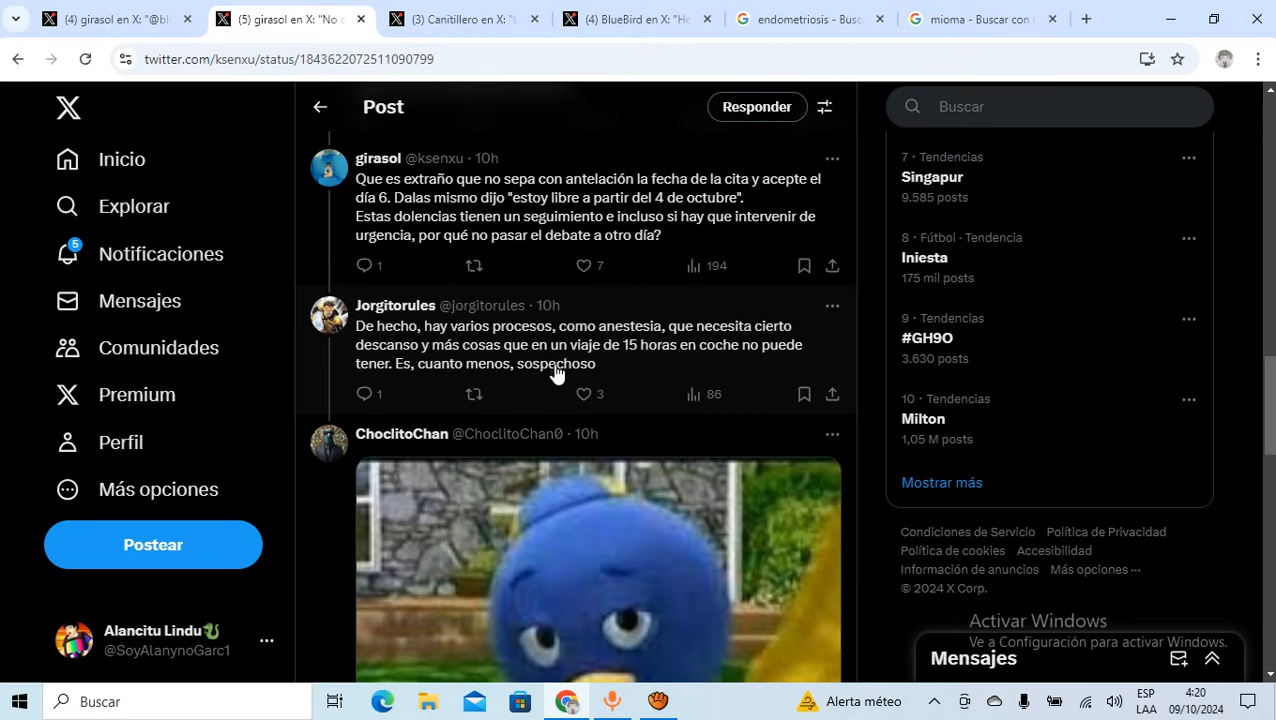 (4) girasol en X: "@bl
(5) girasol en X: "No c
(3) Canitillero en X: "U
(4) BlueBird en X: "He
endometriosis - Busc
mioma - Buscar con G
twitter.com/ksenxu/status/1843622072511090799
Inicio
Explorar
5
Notificaciones
Mensajes
Comunidades
Premium
Perfil
Más opciones
Postear
Alancitu Lindu
@SoyAlanynoGarc1
Post
Responder
girasol @ksenxu · 10h
Que es extraño que no sepa con antelación la fecha de la cita y acepte el
día 6. Dalas mismo dijo "estoy libre a partir del 4 de octubre".
Estas dolencias tienen un seguimiento e incluso si hay que intervenir de
urgencia, por qué no pasar el debate a otro día?
1 7 194
Jorgitorules @jorgitorules · 10h
De hecho, hay varios procesos, como anestesia, que necesita cierto
descanso y más cosas que en un viaje de 15 horas en coche no puede
tener. Es, cuanto menos, sospechoso
1 3 86
ChoclitoChan @ChoclitoChan0 · 10h
Buscar
7 · Tendencias
Singapur
9.585 posts
8 · Fútbol · Tendencia
Iniesta
175 mil posts
9 · Tendencias
#GH9O
3.630 posts
10 · Tendencias
Milton
1,05 M posts
Mostrar más
Condiciones de Servicio Política de Privacidad
Política de cookies Accesibilidad
Información de anuncios Más opciones ···
© 2024 X Corp.
Activar Windows
Ve a Configuración para activar Windows.
Mensajes
Buscar
Alerta méteo
ESP
LAA
4:20
09/10/2024